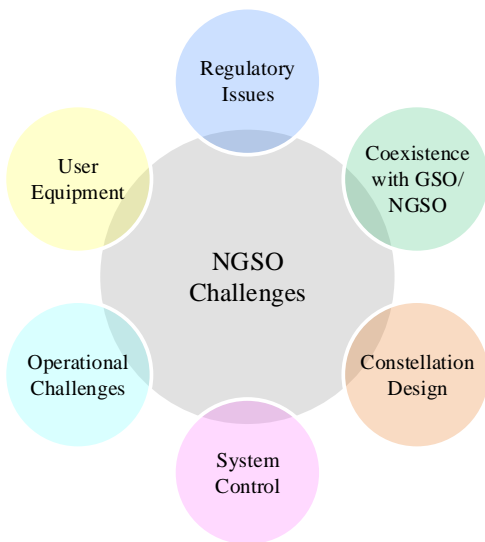 Regulatory
Issues
User
Equipment
Coexistence
with GSO/
NGSO
NGSO
Challenges
Operational
Challenges
Constellation
Design
System
Control